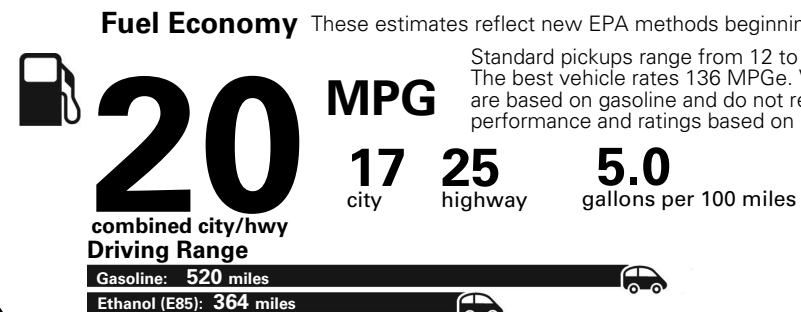 Fuel Economy These estimates reflect new EPA methods beginning
Standard pickups range from 12 to
The best vehicle rates 136 MPGe.
are based on gasoline and do not
performance and ratings based on
20 MPG
17 25 5.0
city highway gallons per 100 miles
combined city/hwy
Driving Range
Gasoline: 520 miles
Ethanol (E85): 364 miles